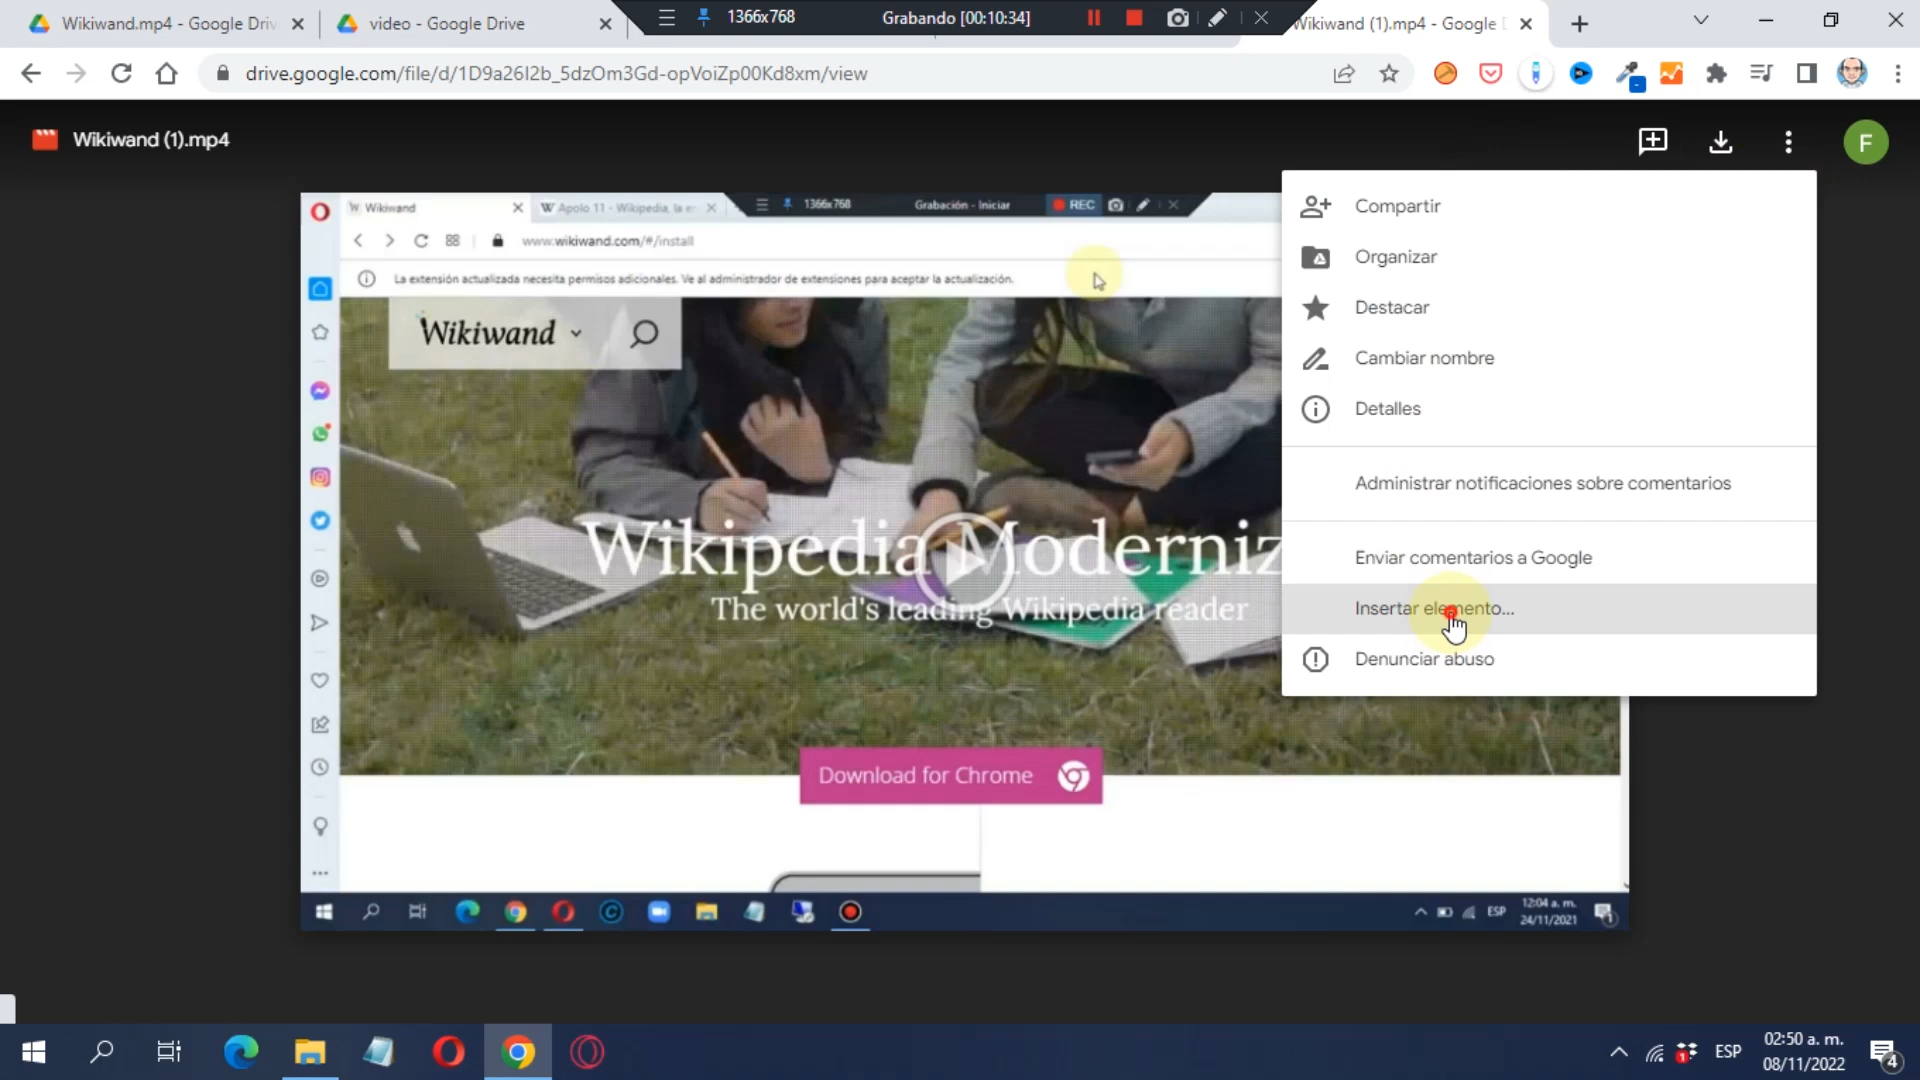 Wikiwand.mp4 - Google Driv
video - Google Drive
1366x768
Grabando [00:10:34]
Wikiwand (1).mp4 - Google D
drive.google.com/file/d/1D9a26I2b_5dzOm3Gd-opVoiZp00Kd8xm/view
Wikiwand (1).mp4
F
Compartir
Organizar
Destacar
Cambiar nombre
Detalles
Administrar notificaciones sobre comentarios
Enviar comentarios a Google
Insertar elemento...
Denunciar abuso
Wikiwand
Apolo 11 - Wikipedia, la en
1366x768
Grabación - Iniciar
REC
www.wikiwand.com/#/install
La extensión actualizada necesita permisos adicionales. Ve al administrador de extensiones para aceptar la actualización.
Wikiwand
Wikipedia Moderniz
The world's leading Wikipedia reader
Download for Chrome
ESP
12:04 a. m.
24/11/2021
1
1
ESP
02:50 a. m.
08/11/2022
4